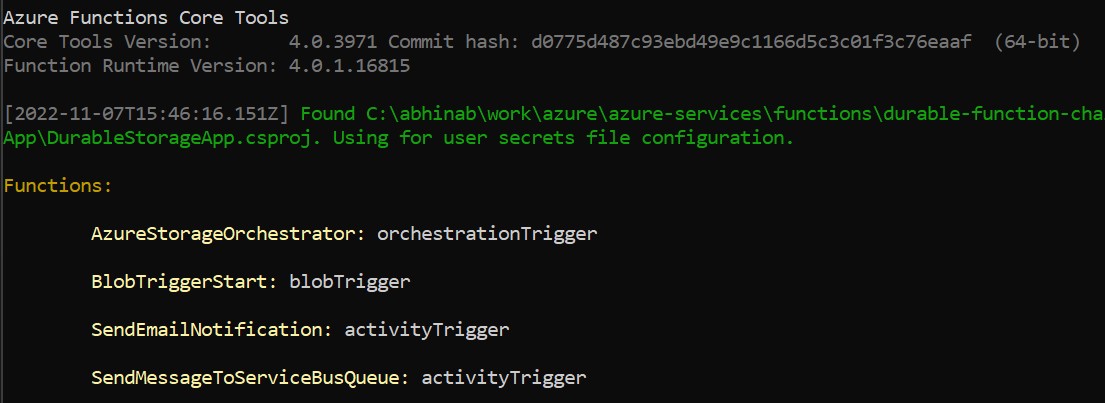 Azure Functions Core Tools
Core Tools Version:       4.0.3971 Commit hash: d0775d487c93ebd49e9c1166d5c3c01f3c76eaaf  (64-bit)
Function Runtime Version: 4.0.1.16815
[2022-11-07T15:46:16.151Z] Found C:\abhinab\work\azure\azure-services\functions\durable-function-cha
App\DurableStorageApp.csproj. Using for user secrets file configuration.
Functions:
AzureStorageOrchestrator: orchestrationTrigger
BlobTriggerStart: blobTrigger
SendEmailNotification: activityTrigger
SendMessageToServiceBusQueue: activityTrigger